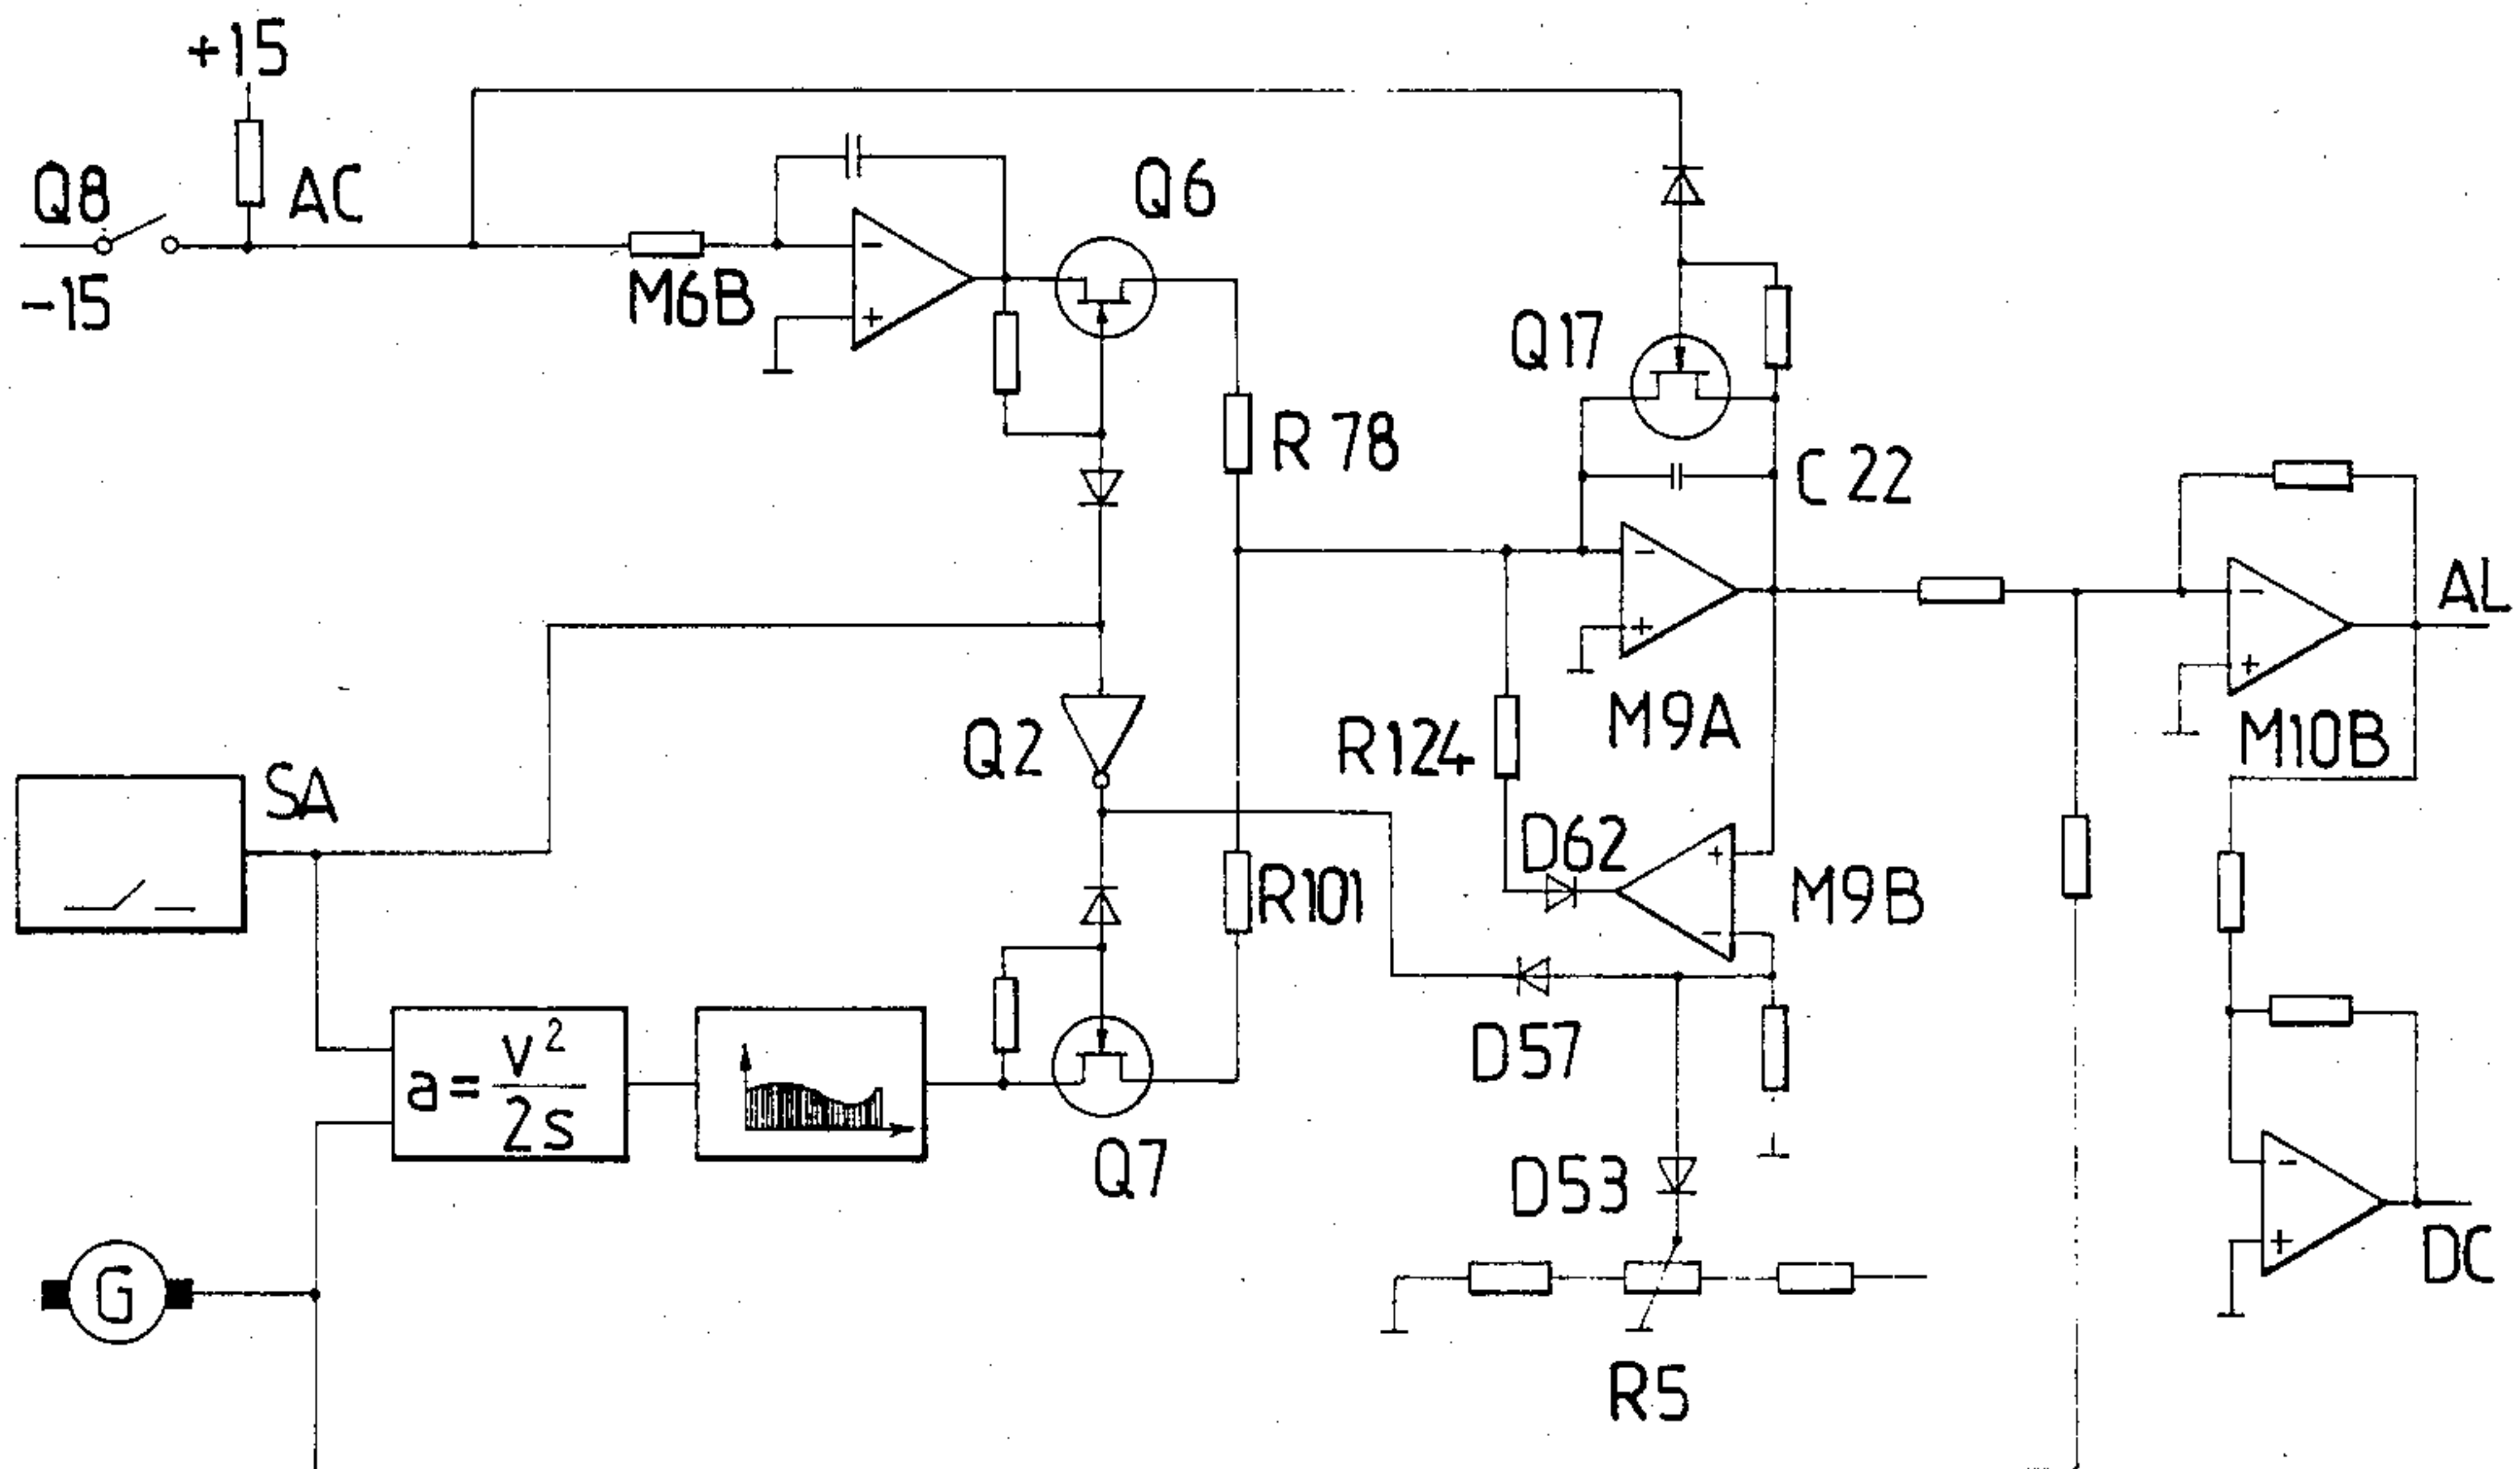 +15
Q8
AC
-15
M6B
-
+
Q6
Q17
R 78
C 22
-
+
M9A
AL
-
+
M10B
Q2
R124
SA
D62
+
-
M9B
R101
D57
a = v²/2s
Q7
D53
-
+
DC
G
R5